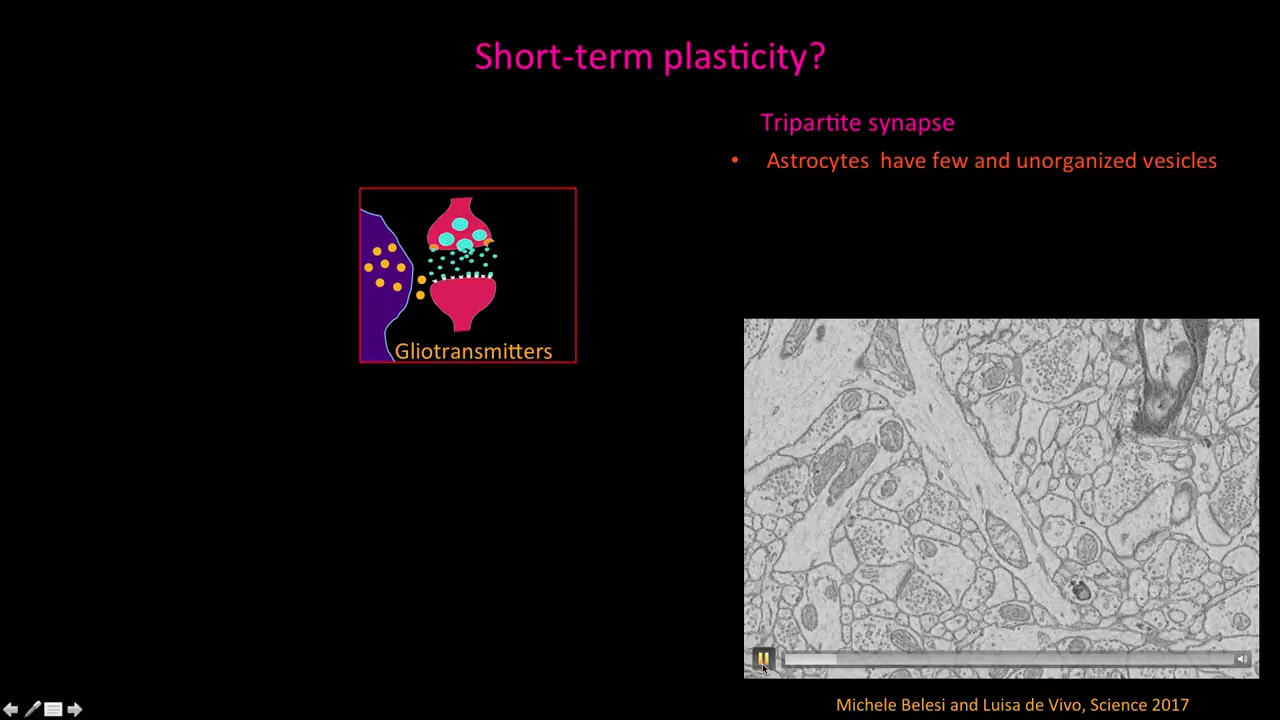 Short-term plasticity?
Tripartite synapse
• Astrocytes have few and unorganized vesicles
Gliotransmitters
Michele Belesi and Luisa de Vivo, Science 2017